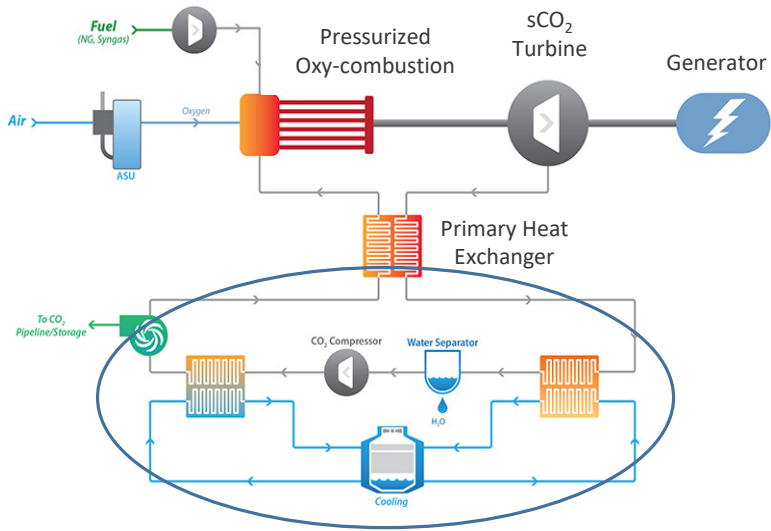 Fuel
(NG, Syngas)
Pressurized
Oxy-combustion
sCO₂
Turbine
Generator
Air
Oxygen
ASU
Primary Heat
Exchanger
To CO₂
Pipeline/Storage
CO₂ Compressor
Water Separator
H₂O
Cooling